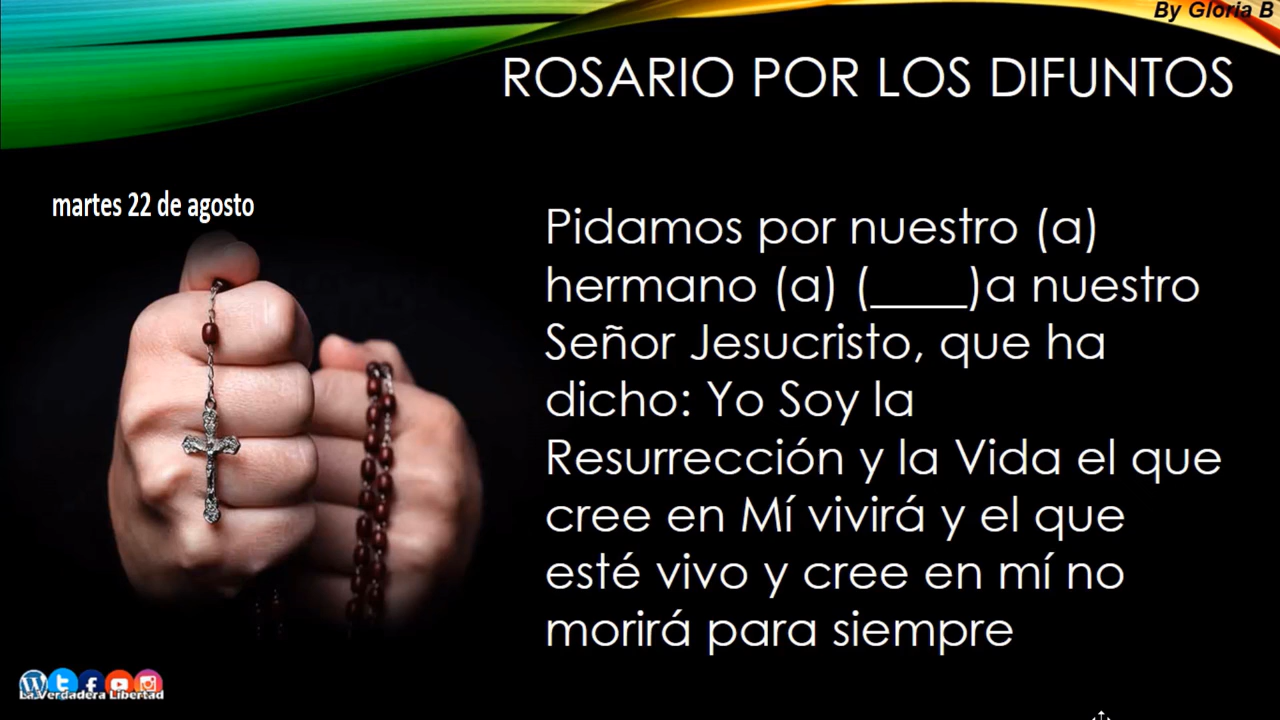 By Gloria B
ROSARIO POR LOS DIFUNTOS
martes 22 de agosto
Pidamos por nuestro (a)
hermano (a) (____)a nuestro
Señor Jesucristo, que ha
dicho: Yo Soy la
Resurrección y la Vida el que
cree en Mí vivirá y el que
esté vivo y cree en mí no
morirá para siempre
La Verdadera Libertad